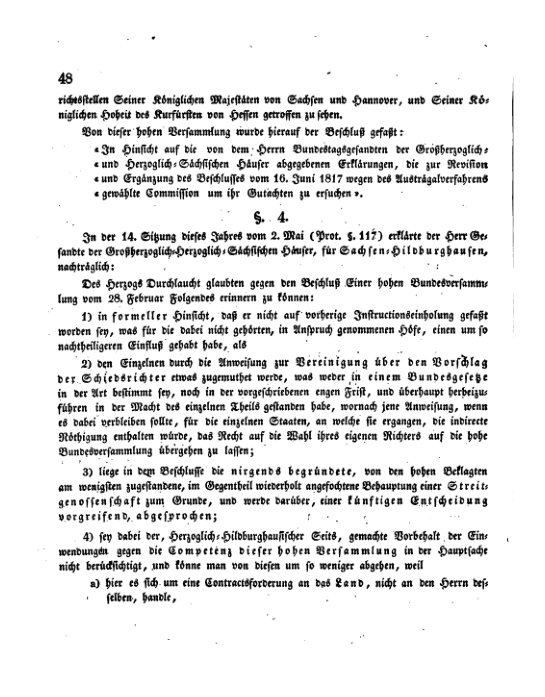 48
richtsstellen Seiner Königlichen Majestäten von Sachsen und Hannover, und Seiner Kö-
niglichen Hoheit des Kurfürsten von Hessen getroffen zu sehen.
Von dieser hohen Versammlung wurde hierauf der Beschluß gefaßt:
«In Hinsicht auf die von dem Herrn Bundestagsgesandten der Großherzoglich-
«und Herzoglich-Sächsischen Häuser abgegebenen Erklärungen, die zur Revision
«und Ergänzung des Beschlusses vom 16. Juni 1817 wegen des Austrägalverfahrens
«gewählte Commission um ihr Gutachten zu ersuchen».
§. 4.
In der 14. Sitzung dieses Jahres vom 2. Mai (Prot. §. 117) erklärte der Herr Ge-
sandte der Großherzoglich-Herzoglich-Sächsischen Häuser, für Sachsen-Hildburghausen,
nachträglich:
Des Herzogs Durchlaucht glaubten gegen den Beschluß Einer hohen Bundesversamm-
lung vom 28. Februar Folgendes erinnern zu können:
1) in formeller Hinsicht, daß er nicht auf vorherige Instructionseinholung gefaßt
worden sey, was für die dabei nicht gehörten, in Anspruch genommenen Höfe, einen um so
nachtheiligeren Einfluß gehabt habe, als
2) den Einzelnen durch die Anweisung zur Vereinigung über den Vorschlag
der Schiedsrichter etwas zugemuthet werde, was weder in einem Bundesgesetze
in der Art bestimmt sey, noch in der vorgeschriebenen engen Frist, und überhaupt herbeizu-
führen in der Macht des einzelnen Theils gestanden habe, wornach jene Anweisung, wenn
es dabei verbleiben sollte, für die einzelnen Staaten, an welche sie ergangen, die indirecte
Nöthigung enthalten würde, das Recht auf die Wahl ihres eigenen Richters auf die hohe
Bundesversammlung übergehen zu lassen;
3) liege in dem Beschlusse die nirgends begründete, von den hohen Beklagten
am wenigsten zugestandene, im Gegentheil wiederholt angefochtene Behauptung einer Streit-
genossenschaft zum Grunde, und werde darüber, einer künftigen Entscheidung
vorgreifend, abgesprochen;
4) sey dabei der, Herzoglich-Hildburghausischer Seits, gemachte Vorbehalt der Ein-
wendungen gegen die Competenz dieser hohen Versammlung in der Hauptsache
nicht berücksichtigt, und könne man von diesen um so weniger abgehen, weil
a) hier es sich um eine Contractsforderung an das Land, nicht an den Herrn des-
selben, handle,